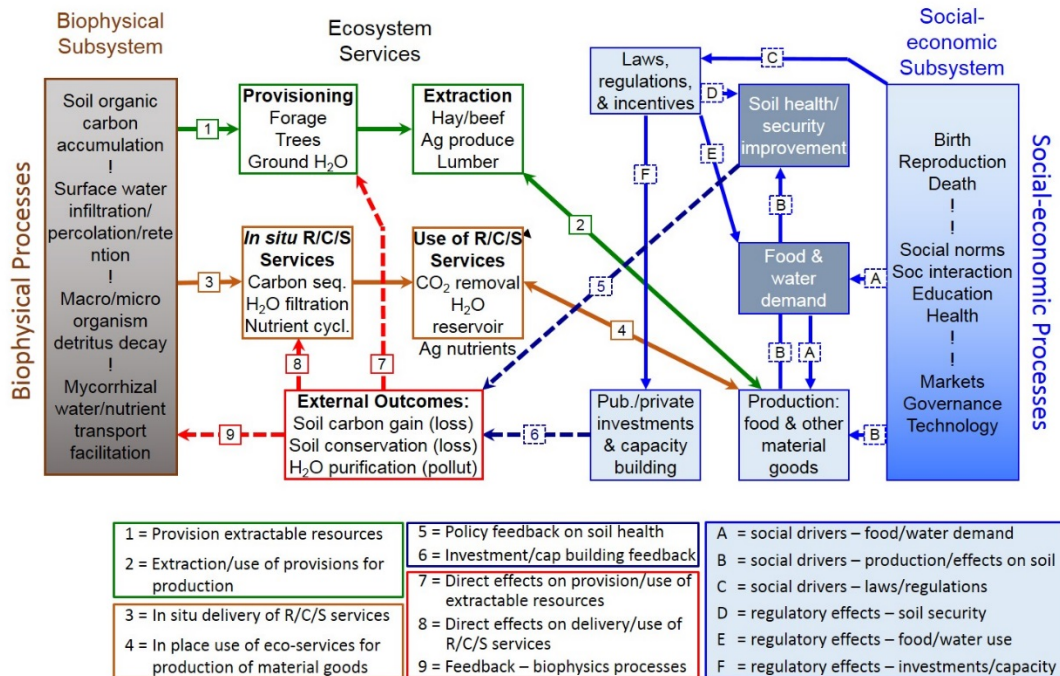 Biophysical
Subsystem
Ecosystem
Services
Social-
economic
Subsystem
Biophysical Processes
Soil organic
carbon
accumulation
!
Surface water
infiltration/
percolation/rete
ntion
!
Macro/micro
organism
detritus decay
!
Mycorrhizal
water/nutrient
transport
facilitation
1
Provisioning
Forage
Trees
Ground H₂O
Extraction
Hay/beef
Ag produce
Lumber
3
In situ R/C/S
Services
Carbon seq.
H₂O filtration
Nutrient cycl.
Use of R/C/S
Services
CO₂ removal
H₂O
reservoir
Ag nutrients
8
7
9
External Outcomes:
Soil carbon gain (loss)
Soil conservation (loss)
H₂O purification (pollut)
2
5
4
6
Laws,
regulations,
& incentives
C
D
E
F
Soil health/
security
improvement
B
Food &
water
demand
A
B
A
Pub./private
investments
& capacity
building
Production:
food & other
material
goods
B
Birth
Reproduction
Death
!
!
Social norms
Soc interaction
Education
Health
!
!
Markets
Governance
Technology
Social-economic Processes
1 = Provision extractable resources
2 = Extraction/use of provisions for
production
3 = In situ delivery of R/C/S services
4 = In place use of eco-services for
production of material goods
5 = Policy feedback on soil health
6 = Investment/cap building feedback
7 = Direct effects on provision/use of
extractable resources
8 = Direct effects on delivery/use of
R/C/S services
9 = Feedback – biophysics processes
A = social drivers – food/water demand
B = social drivers – production/effects on soil
C = social drivers – laws/regulations
D = regulatory effects – soil security
E = regulatory effects – food/water use
F = regulatory effects – investments/capacity